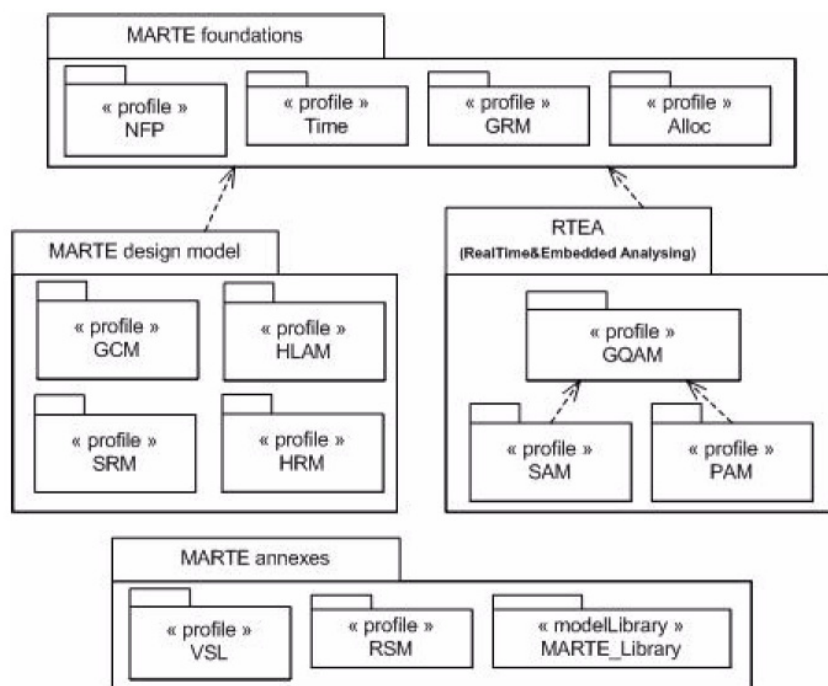 MARTE foundations
« profile »
NFP
« profile »
Time
« profile »
GRM
« profile »
Alloc
MARTE design model
« profile »
GCM
« profile »
HLAM
« profile »
SRM
« profile »
HRM
RTEA
(RealTime&Embedded Analysing)
« profile »
GQAM
« profile »
SAM
« profile »
PAM
MARTE annexes
« profile »
VSL
« profile »
RSM
« modelLibrary »
MARTE_Library